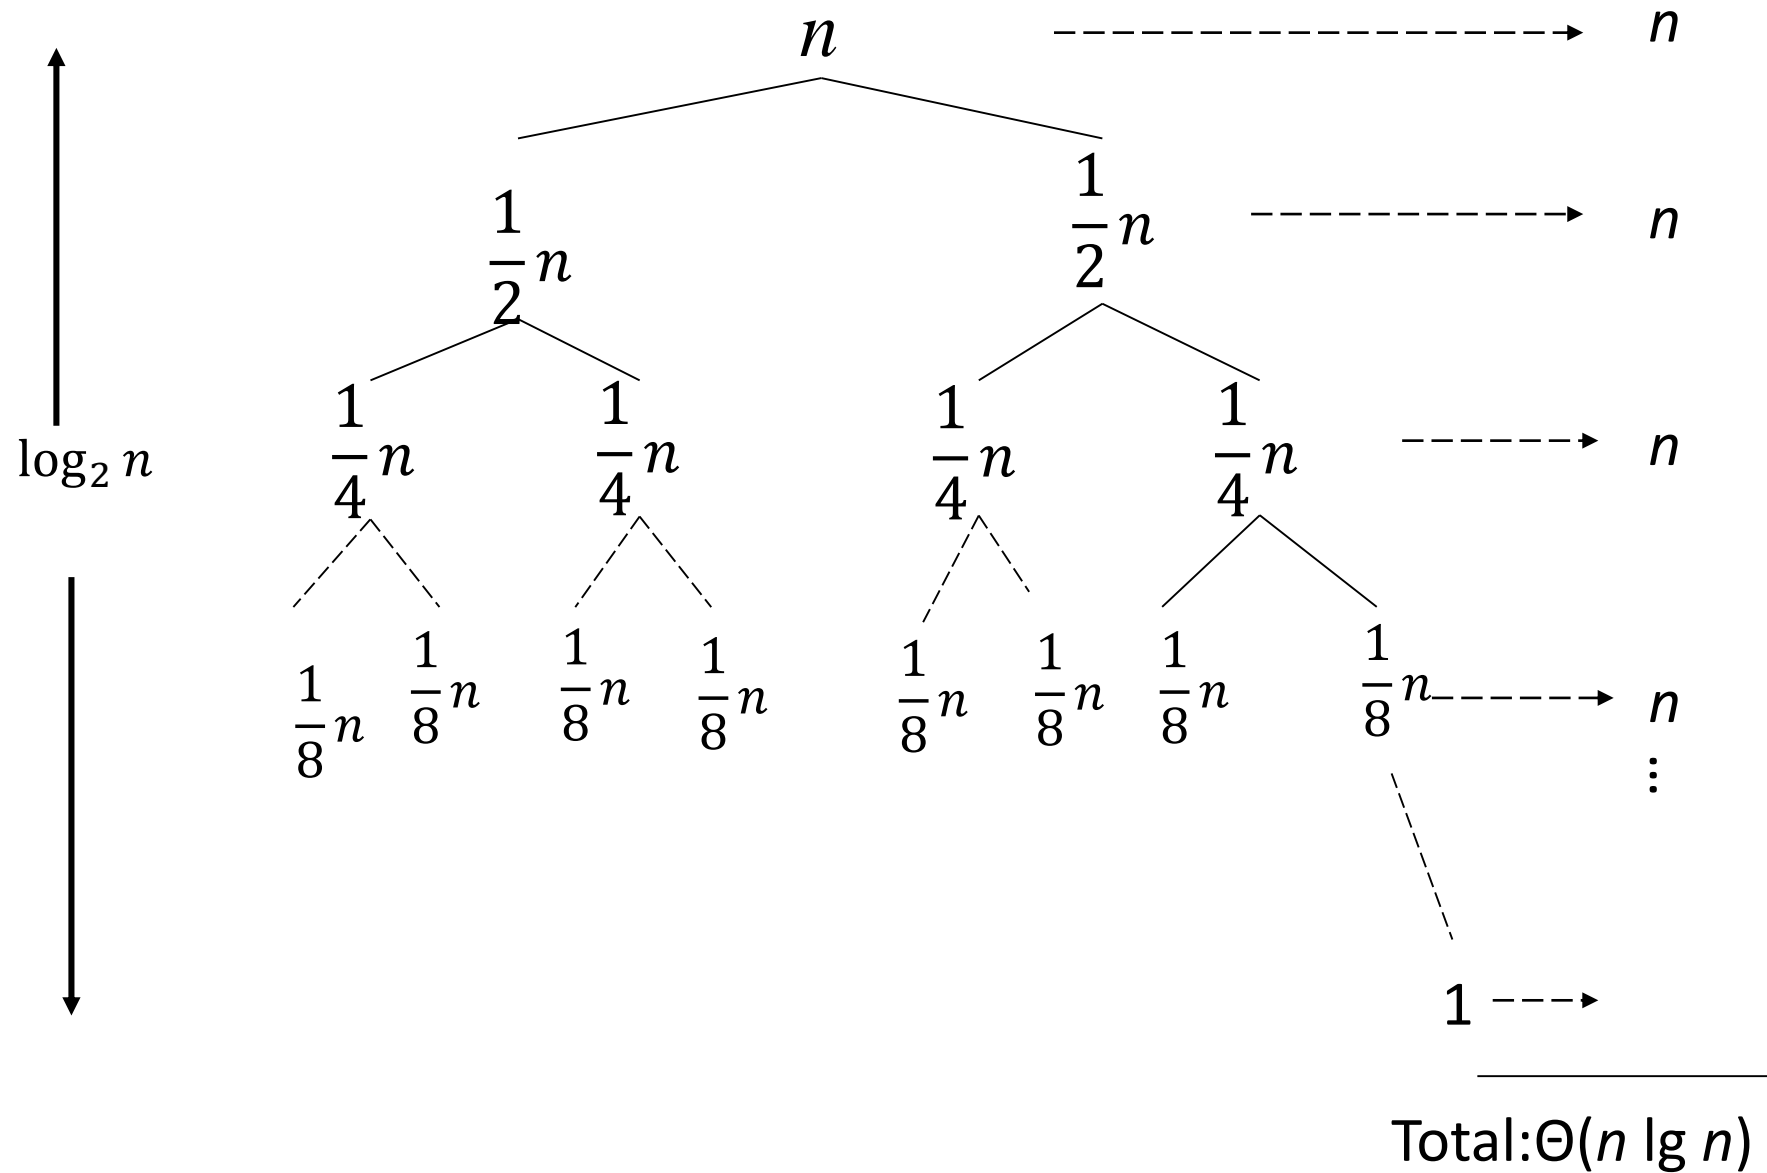 n n
1/2 n 1/2 n n
log₂ n 1/4 n 1/4 n 1/4 n 1/4 n n
1/8 n 1/8 n 1/8 n 1/8 n 1/8 n 1/8 n 1/8 n 1/8 n n
⋮
1
Total:Θ(n lg n)